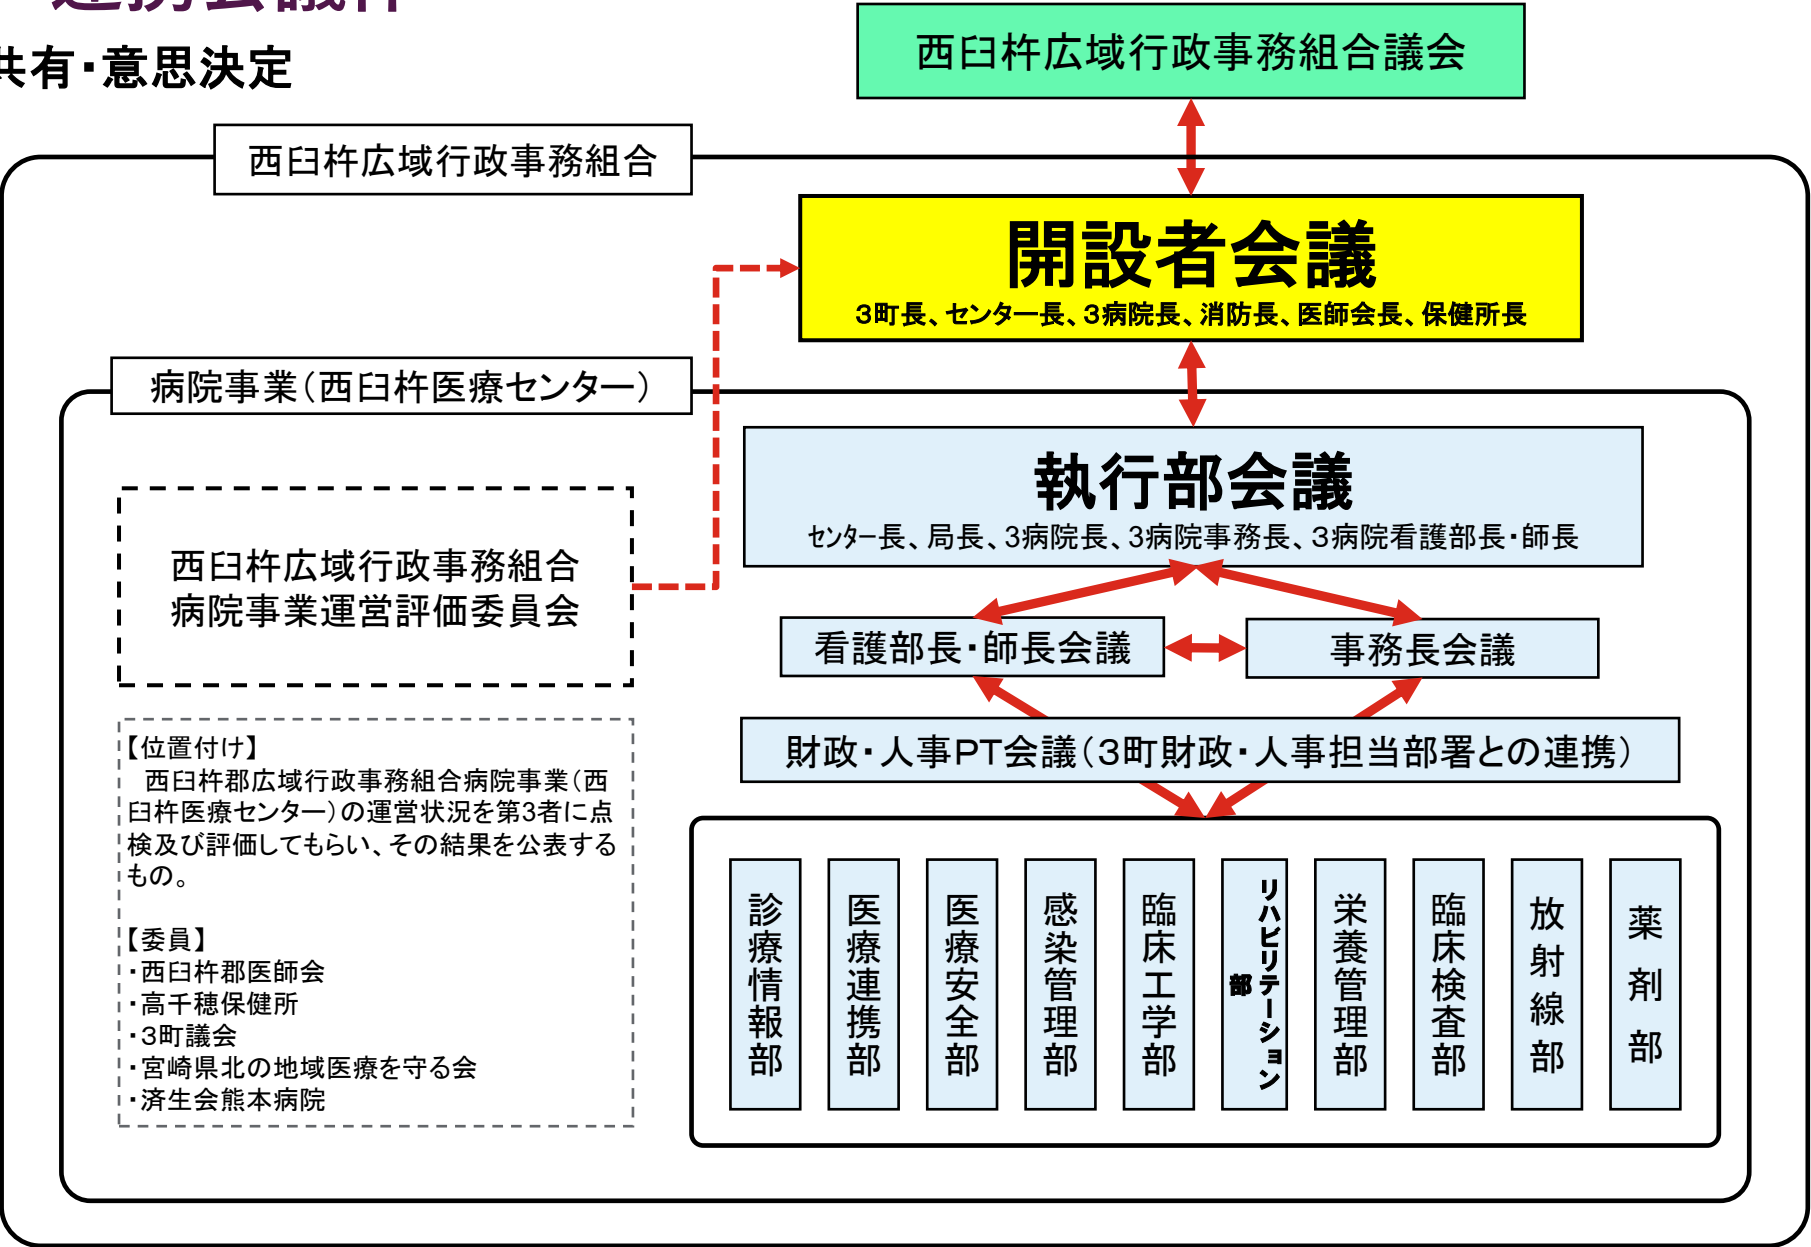 連携会議体
共有・意思決定
西臼杵広域行政事務組合議会
西臼杵広域行政事務組合
開設者会議
3町長、センター長、3病院長、消防長、医師会長、保健所長
病院事業(西臼杵医療センター)
執行部会議
センター長、局長、3病院長、3病院事務長、3病院看護部長・師長
西臼杵広域行政事務組合
病院事業運営評価委員会
看護部長・師長会議
事務長会議
財政・人事PT会議(3町財政・人事担当部署との連携)
【位置付け】
西臼杵郡広域行政事務組合病院事業(西
臼杵医療センター)の運営状況を第3者に点
検及び評価してもらい、その結果を公表する
もの。
【委員】
・西臼杵郡医師会
・高千穂保健所
・3町議会
・宮崎県北の地域医療を守る会
・済生会熊本病院
診療情報部
医療連携部
医療安全部
感染管理部
臨床工学部
リハビリテーション
部
栄養管理部
臨床検査部
放射線部
薬剤部